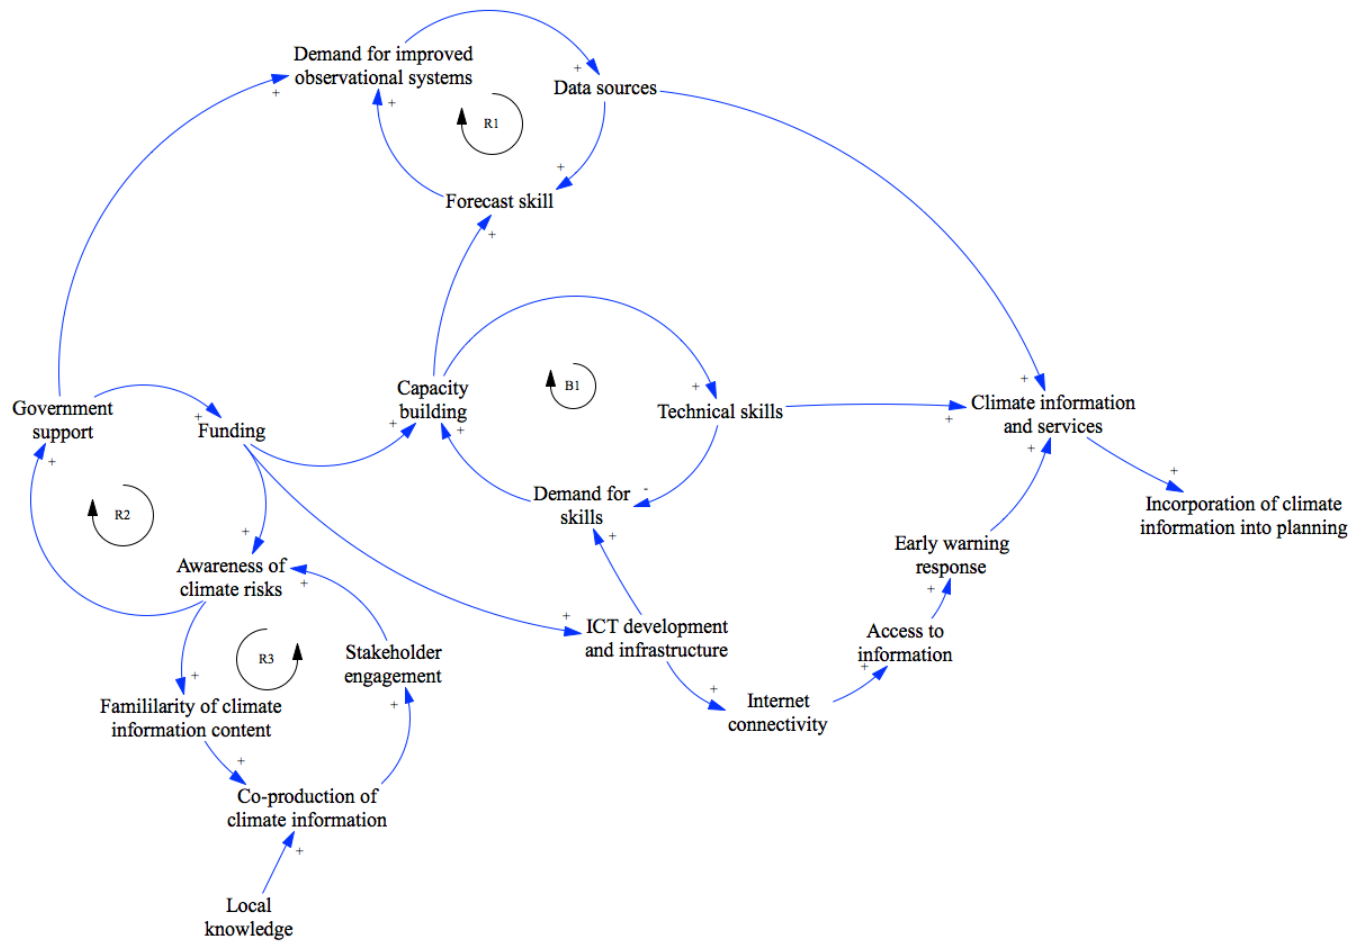 Demand for improved
observational systems
Data sources
R1
Forecast skill
Capacity
building
B1
Technical skills
Climate information
and services
Government
support
Funding
Demand for
skills
Incorporation of climate
information into planning
R2
Early warning
response
Awareness of
climate risks
ICT development
and infrastructure
Access to
information
R3
Stakeholder
engagement
Famililarity of climate
information content
Internet
connectivity
Co-production of
climate information
Local
knowledge